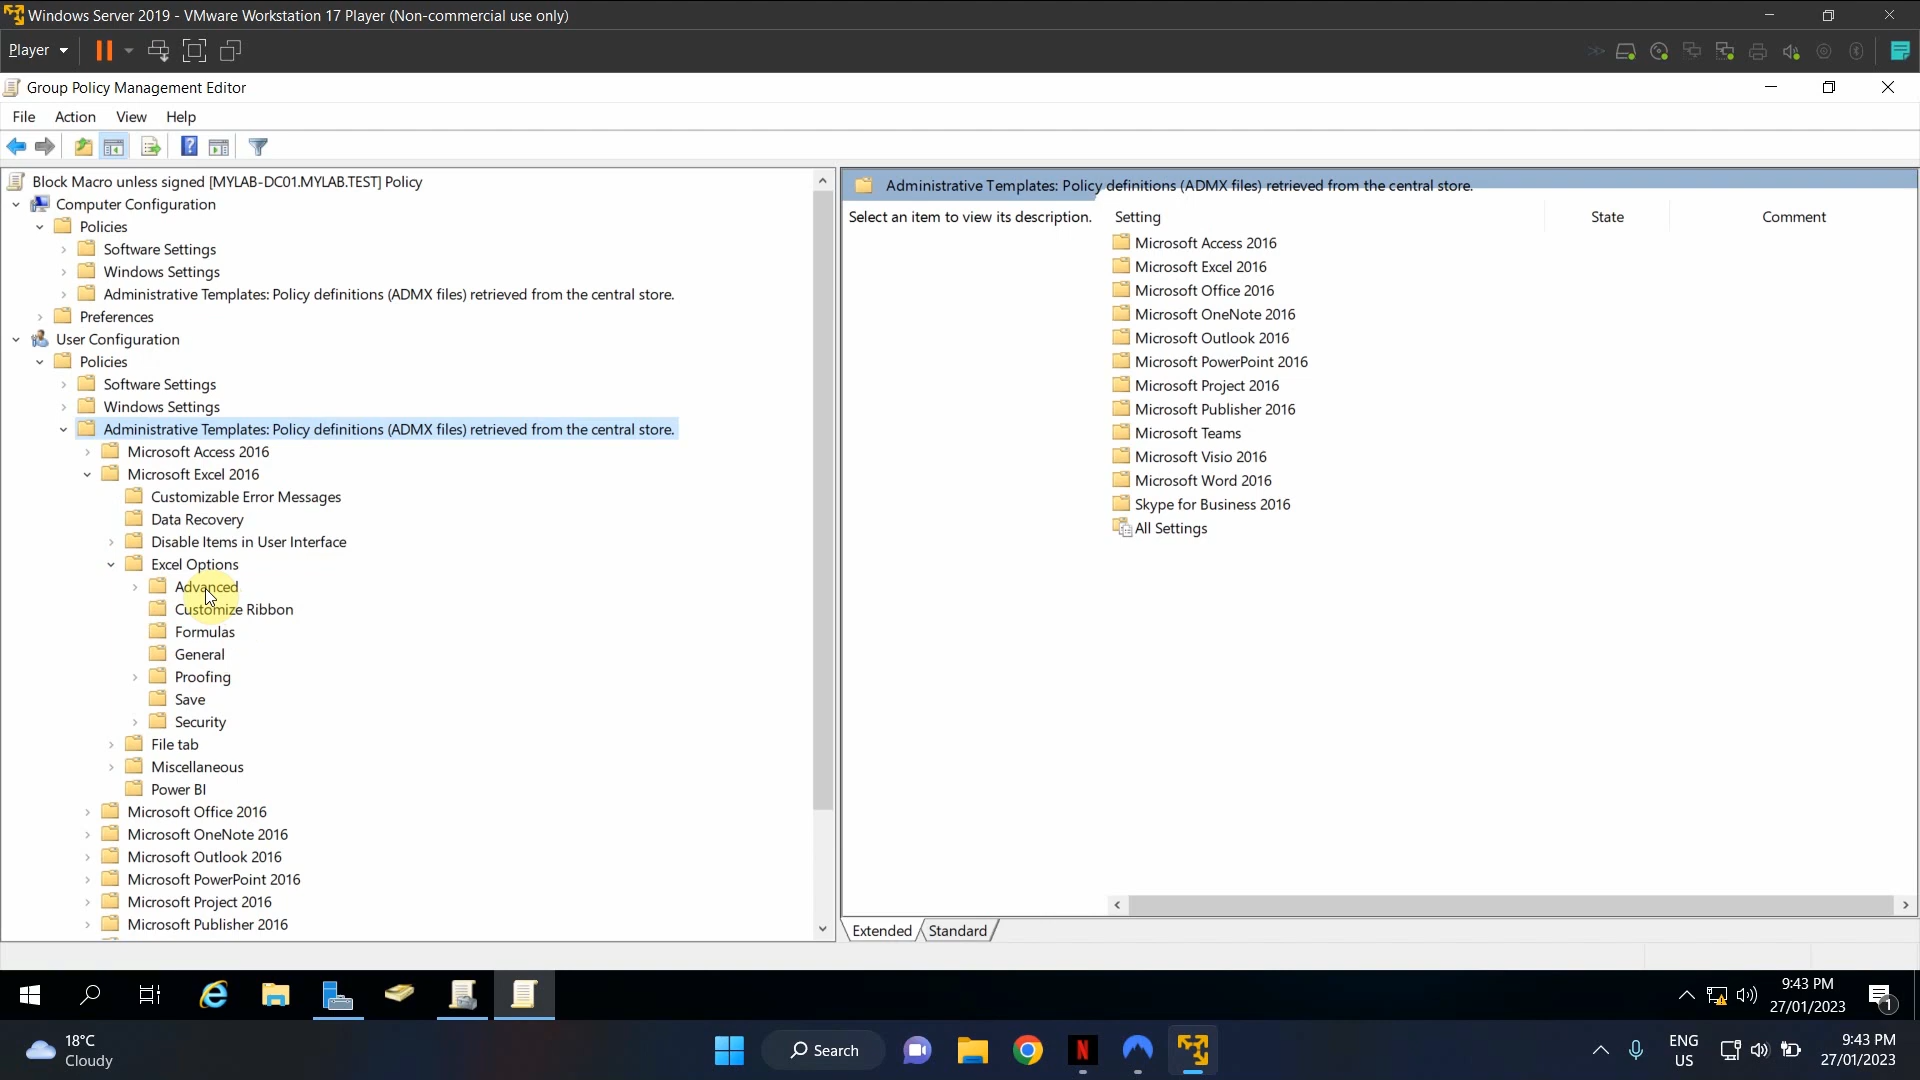 Windows Server 2019 - VMware Workstation 17 Player (Non-commercial use only)
Player
Group Policy Management Editor
File Action View Help
Block Macro unless signed [MYLAB-DC01.MYLAB.TEST] Policy
Computer Configuration
Policies
Software Settings
Windows Settings
Administrative Templates: Policy definitions (ADMX files) retrieved from the central store.
Preferences
User Configuration
Policies
Software Settings
Windows Settings
Administrative Templates: Policy definitions (ADMX files) retrieved from the central store.
Microsoft Access 2016
Microsoft Excel 2016
Customizable Error Messages
Data Recovery
Disable Items in User Interface
Excel Options
Advanced
Customize Ribbon
Formulas
General
Proofing
Save
Security
File tab
Miscellaneous
Power BI
Microsoft Office 2016
Microsoft OneNote 2016
Microsoft Outlook 2016
Microsoft PowerPoint 2016
Microsoft Project 2016
Microsoft Publisher 2016
Administrative Templates: Policy definitions (ADMX files) retrieved from the central store.
Select an item to view its description.
Setting State Comment
Microsoft Access 2016
Microsoft Excel 2016
Microsoft Office 2016
Microsoft OneNote 2016
Microsoft Outlook 2016
Microsoft PowerPoint 2016
Microsoft Project 2016
Microsoft Publisher 2016
Microsoft Teams
Microsoft Visio 2016
Microsoft Word 2016
Skype for Business 2016
All Settings
Extended Standard
9:43 PM
27/01/2023
1
18°C
Cloudy
Search
N
ENG
US
9:43 PM
27/01/2023